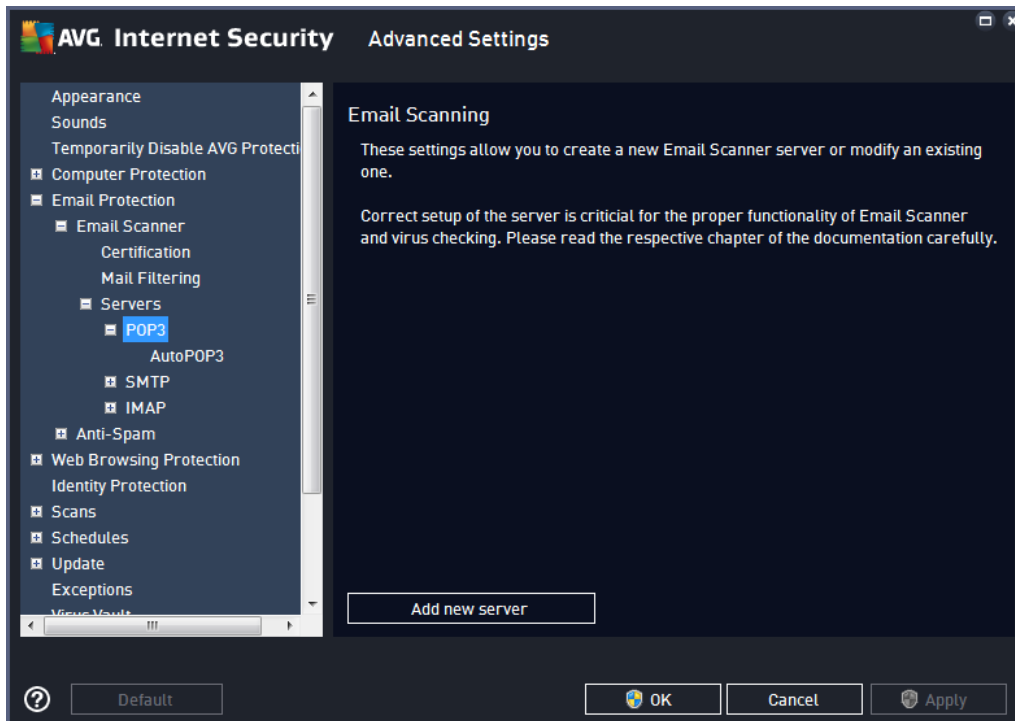 AVG. Internet Security Advanced Settings
Appearance
Sounds
Temporarily Disable AVG Protecti
Computer Protection
Email Protection
Email Scanner
Certification
Mail Filtering
Servers
POP3
AutoPOP3
SMTP
IMAP
Anti-Spam
Web Browsing Protection
Identity Protection
Scans
Schedules
Update
Exceptions
Virus Vault
Email Scanning
These settings allow you to create a new Email Scanner server or modify an existing
one.
Correct setup of the server is criticial for the proper functionality of Email Scanner
and virus checking. Please read the respective chapter of the documentation carefully.
Add new server
Default
OK
Cancel
Apply